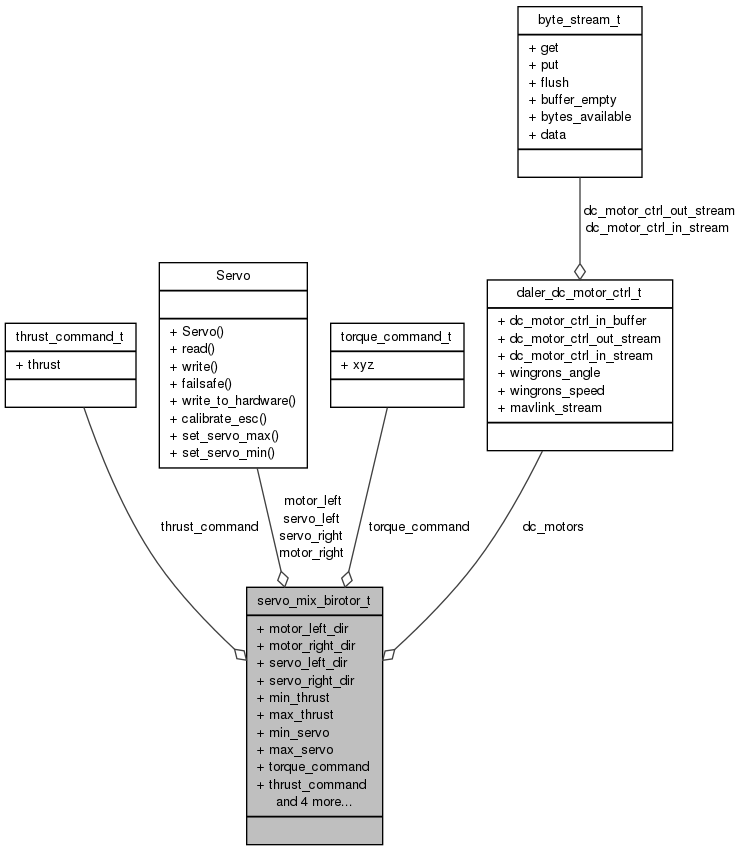 byte_stream_t
+ get
+ put
+ flush
+ buffer_empty
+ bytes_available
+ data
dc_motor_ctrl_out_stream
dc_motor_ctrl_in_stream
Servo
+ Servo()
+ read()
+ write()
+ failsafe()
+ write_to_hardware()
+ calibrate_esc()
+ set_servo_max()
+ set_servo_min()
daler_dc_motor_ctrl_t
+ dc_motor_ctrl_in_buffer
+ dc_motor_ctrl_out_stream
+ dc_motor_ctrl_in_stream
+ wingrons_angle
+ wingrons_speed
+ mavlink_stream
thrust_command_t
+ thrust
torque_command_t
+ xyz
thrust_command
motor_left
servo_left
servo_right
motor_right
torque_command
dc_motors
servo_mix_birotor_t
+ motor_left_dir
+ motor_right_dir
+ servo_left_dir
+ servo_right_dir
+ min_thrust
+ max_thrust
+ min_servo
+ max_servo
+ torque_command
+ thrust_command
and 4 more...